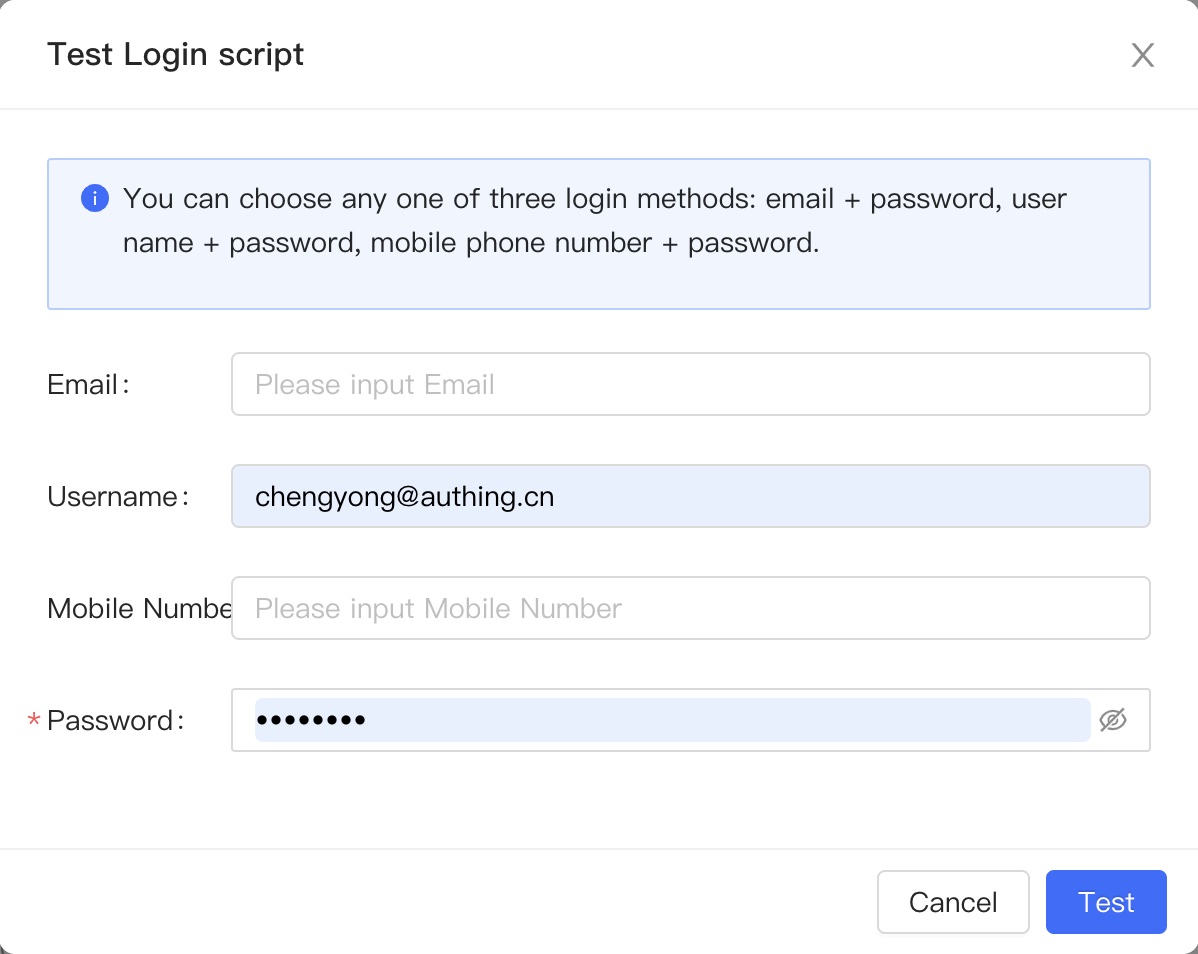 Test Login script
You can choose any one of three login methods: email + password, user
name + password, mobile phone number + password.
Email:
Please input Email
Username:
chengyong@authing.cn
Mobile Numbe
Please input Mobile Number
* Password:
••••••••
Cancel
Test